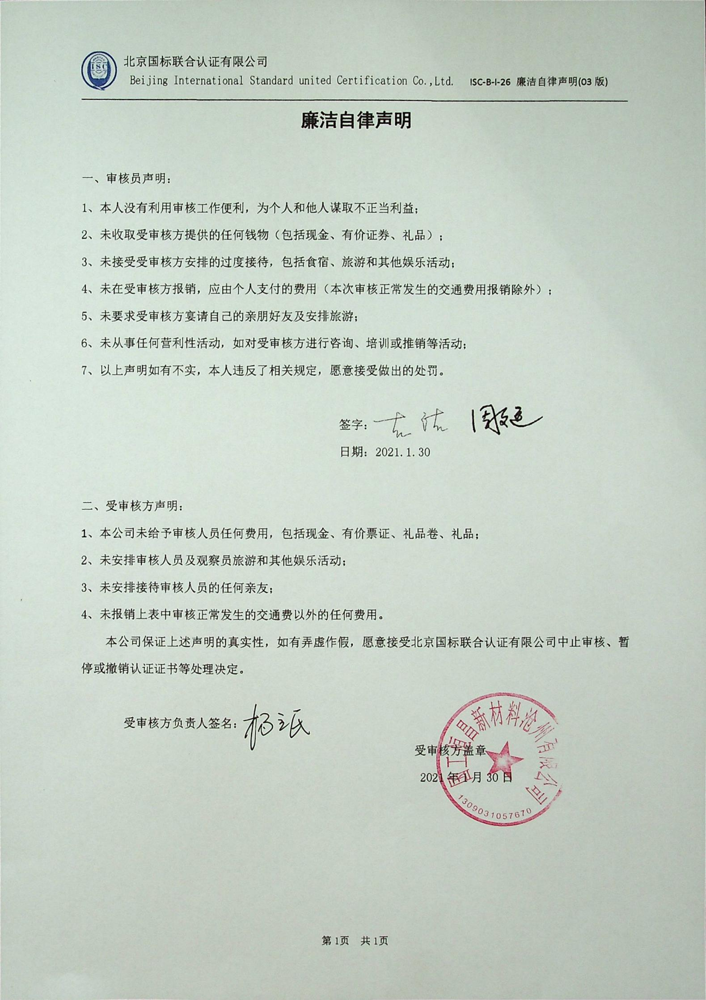 ISC
北京国标联合认证有限公司
Beijing International Standard united Certification Co.,Ltd. ISC-B-I-26 廉洁自律声明(03 版)
廉洁自律声明
一、审核员声明：
1、本人没有利用审核工作便利，为个人和他人谋取不正当利益；
2、未收取受审核方提供的任何钱物（包括现金、有价证券、礼品）；
3、未接受受审核方安排的过度接待，包括食宿、旅游和其他娱乐活动；
4、未在受审核方报销，应由个人支付的费用（本次审核正常发生的交通费用报销除外）；
5、未要求受审核方宴请自己的亲朋好友及安排旅游；
6、未从事任何营利性活动，如对受审核方进行咨询、培训或推销等活动；
7、以上声明如有不实，本人违反了相关规定，愿意接受做出的处罚。
签字：吉洁
日期：2021.1.30
二、受审核方声明：
1、本公司未给予审核人员任何费用，包括现金、有价票证、礼品卷、礼品；
2、未安排审核人员及观察员旅游和其他娱乐活动；
3、未安排接待审核人员的任何亲友；
4、未报销上表中审核正常发生的交通费以外的任何费用。
本公司保证上述声明的真实性，如有弄虚作假，愿意接受北京国标联合认证有限公司中止审核、暂
停或撤销认证证书等处理决定。
受审核方负责人签名：杨立民
新材料沧州有限公司
受审核方盖章
2021 年 1 月 30 日
1309031057670
第 1页 共 1页